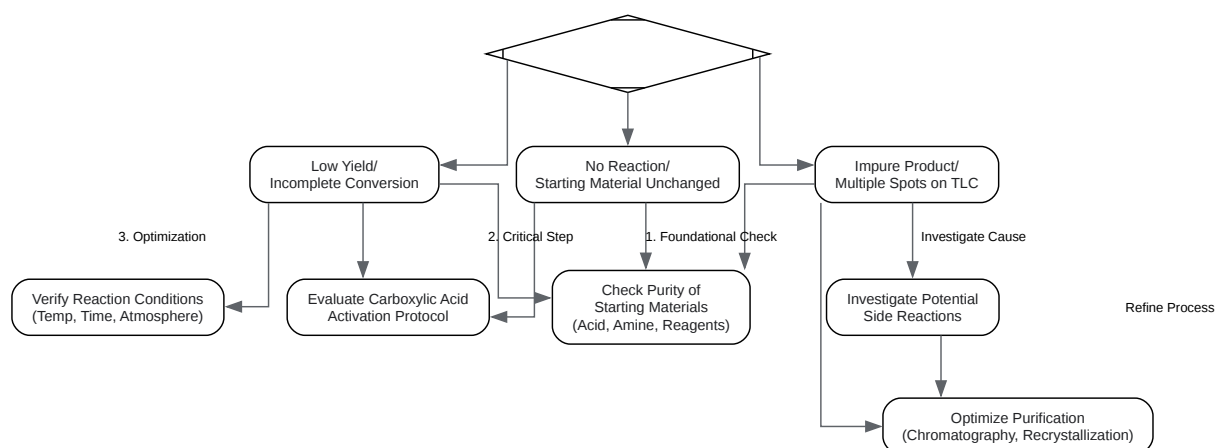 Low Yield/
Incomplete Conversion
No Reaction/
Starting Material Unchanged
Impure Product/
Multiple Spots on TLC
3. Optimization
2. Critical Step
1. Foundational Check
Investigate Cause
Verify Reaction Conditions
(Temp, Time, Atmosphere)
Evaluate Carboxylic Acid
Activation Protocol
Check Purity of
Starting Materials
(Acid, Amine, Reagents)
Investigate Potential
Side Reactions
Refine Process
Optimize Purification
(Chromatography, Recrystallization)